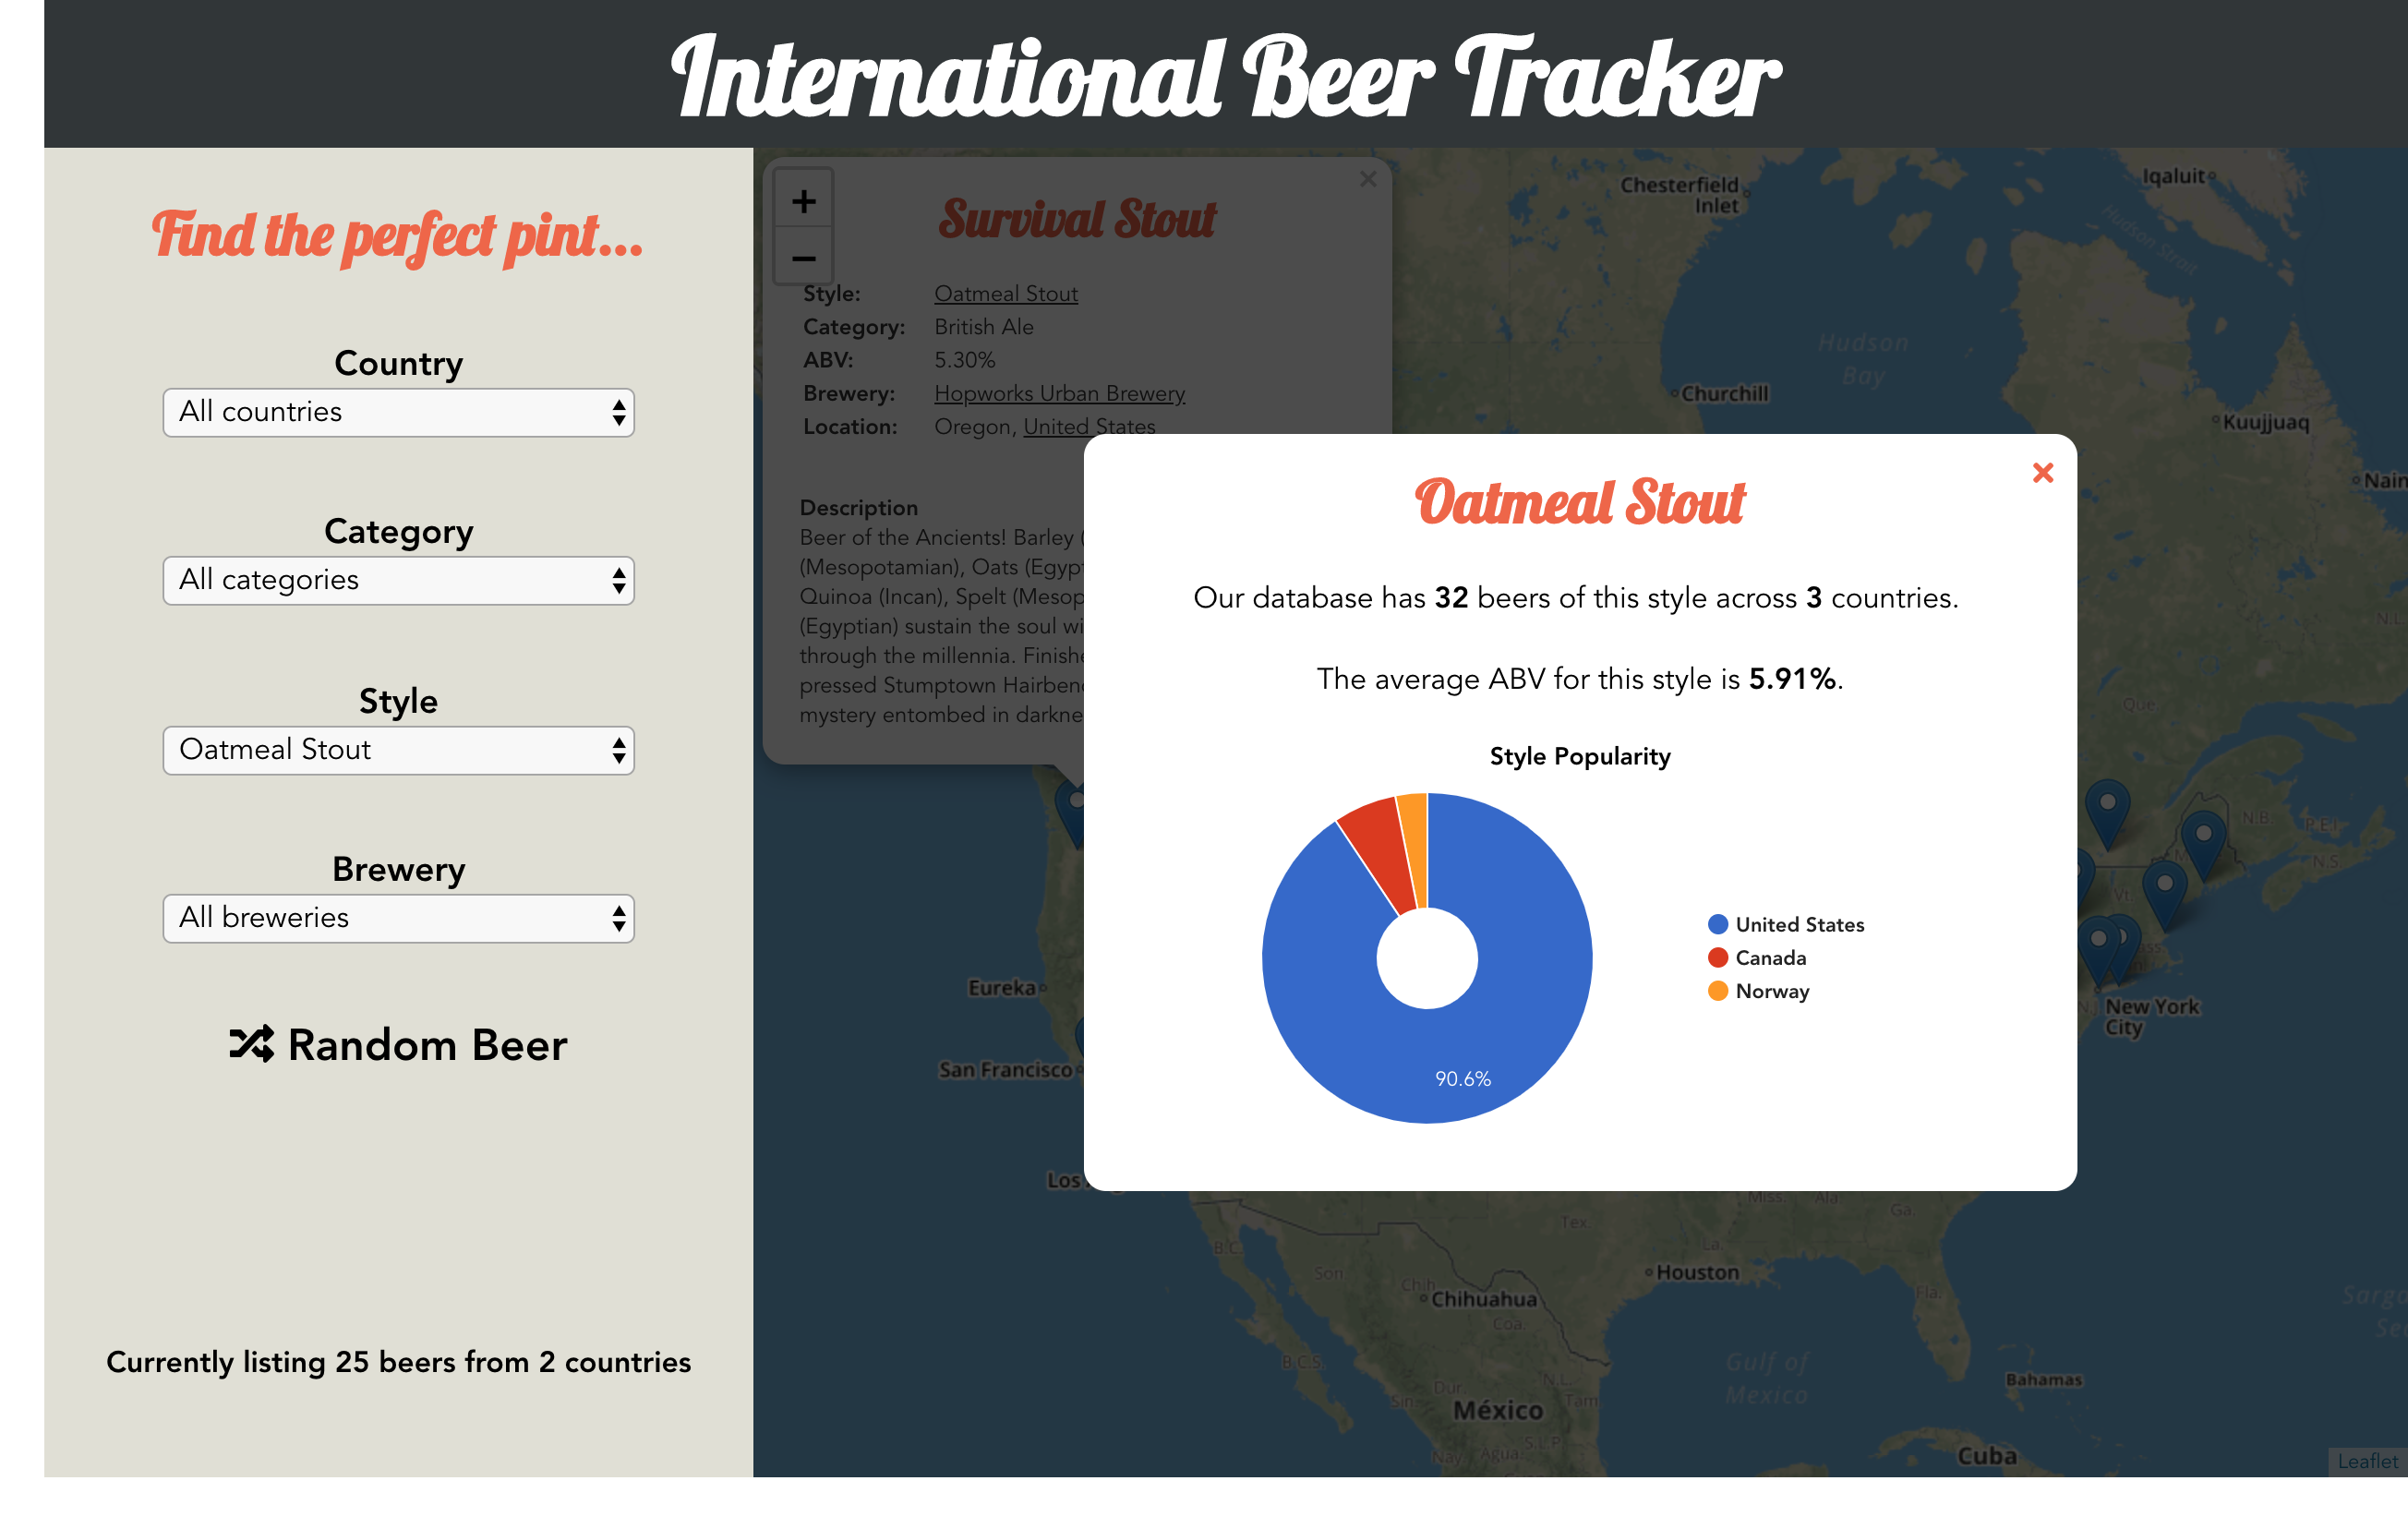 International Beer Tracker
Find the perfect pint...
Country
All countries
Category
All categories
Style
Oatmeal Stout
Brewery
All breweries
Random Beer
Currently listing 25 beers from 2 countries
+
−
×
Survival Stout
Style: Oatmeal Stout
Category: British Ale
ABV: 5.30%
Brewery: Hopworks Urban Brewery
Location: Oregon, United States
Description
Beer of the Ancients! Barley (
(Mesopotamian), Oats (Egypt
Quinoa (Incan), Spelt (Mesop
(Egyptian) sustain the soul wi
through the millennia. Finishe
pressed Stumptown Hairben
mystery entombed in darkne
Oatmeal Stout
×
Our database has 32 beers of this style across 3 countries.
The average ABV for this style is 5.91%.
Style Popularity
90.6%
United States
Canada
Norway
Chesterfield
Inlet
Iqaluit
Hudson Strait
Hudson
Bay
Churchill
Kuujjuaq
Nain
N.L.
Que.
N.B.
P.E.I.
N.S.
Vt.
N.J.
New York
City
Eureka
San Francisco
Los
Miss.
Ala
Ga.
Tex.
La.
B.C.
Son
Chih
Houston
Chihuahua
Coa.
Fla.
Sarga
Sea
B.C.S.
Gulf of
Mexico
Bahamas
Dur.
N.L.
Sin.
México
Tam
S.L.P.
Nay.
Agua.
Cuba
Leaflet